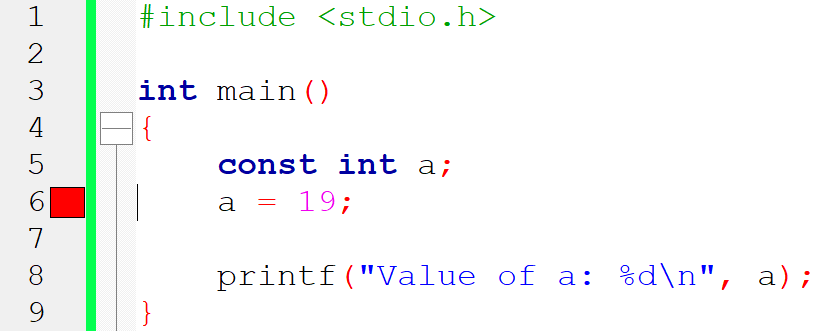 1 #include <stdio.h>
2
3 int main()
4 {
5 const int a;
6 a = 19;
7
8 printf("Value of a: %d\n", a);
9 }